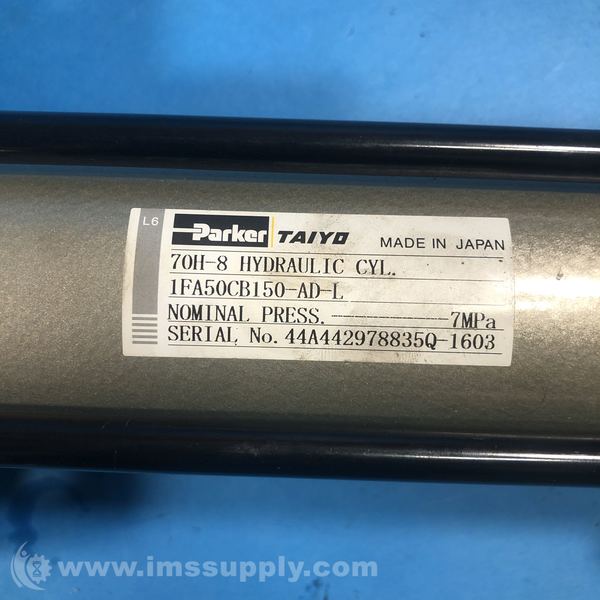 L6
Parker TAIYO MADE IN JAPAN
70H-8 HYDRAULIC CYL.
1FA50CB150-AD-L
NOMINAL PRESS. 7MPa
SERIAL No. 44A442978835Q-1603
www.imssupply.com